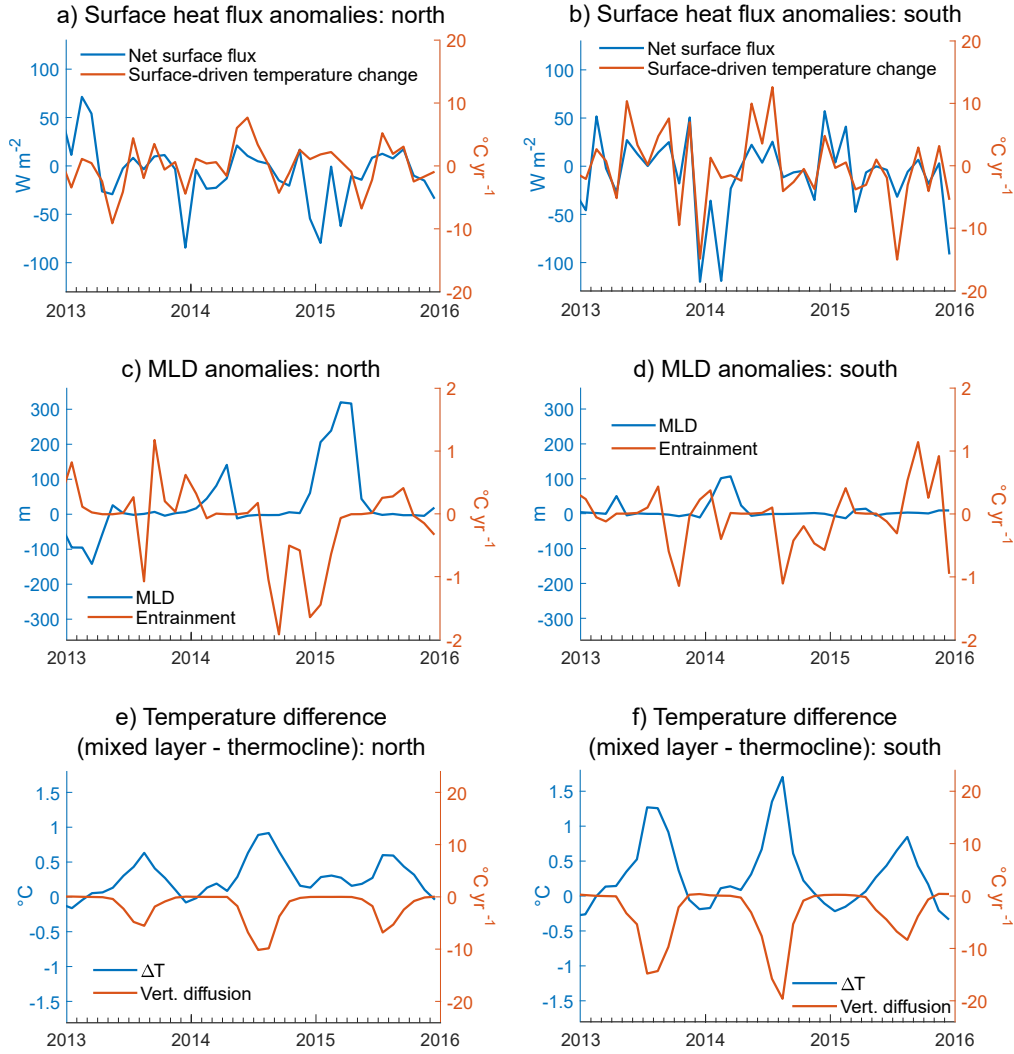 a) Surface heat flux anomalies: north
Net surface flux
Surface-driven temperature change
100
50
0
-50
-100
W m-2
20
10
0
-10
-20
°C yr -1
2013 2014 2015 2016
b) Surface heat flux anomalies: south
Net surface flux
Surface-driven temperature change
100
50
0
-50
-100
W m-2
20
10
0
-10
-20
°C yr -1
2013 2014 2015 2016
c) MLD anomalies: north
300
200
100
0
-100
-200
-300
m
MLD
Entrainment
2
1
0
-1
-2
°C yr -1
2013 2014 2015 2016
d) MLD anomalies: south
MLD
Entrainment
300
200
100
0
-100
-200
-300
m
2
1
0
-1
-2
°C yr -1
2013 2014 2015 2016
e) Temperature difference
(mixed layer - thermocline): north
1.5
1
0.5
0
-0.5
-1
-1.5
°C
ΔT
Vert. diffusion
20
10
0
-10
-20
°C yr -1
2013 2014 2015 2016
f) Temperature difference
(mixed layer - thermocline): south
1.5
1
0.5
0
-0.5
-1
-1.5
°C
ΔT
Vert. diffusion
20
10
0
-10
-20
°C yr -1
2013 2014 2015 2016